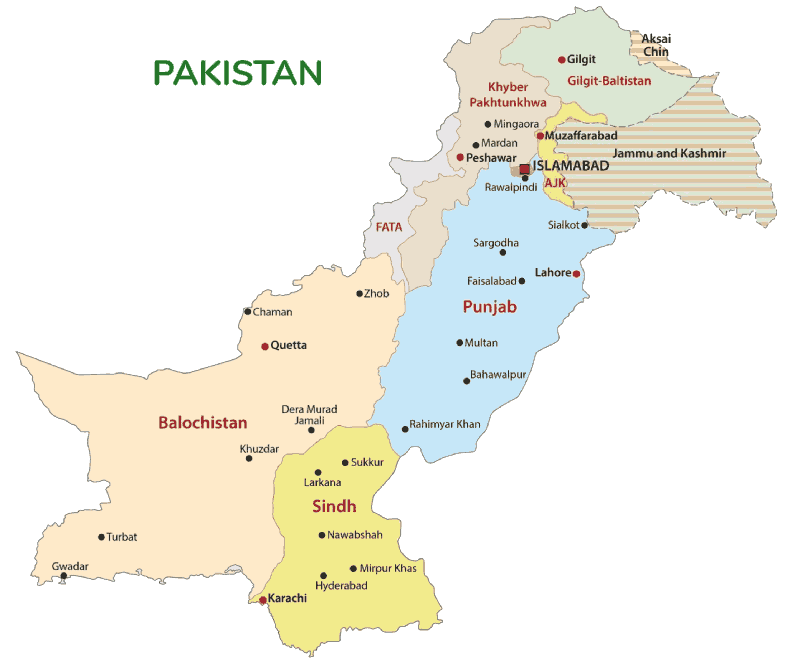 PAKISTAN
Aksai
Chin
Gilgit
Gilgit-Baltistan
Khyber
Pakhtunkhwa
Mingaora
Muzaffarabad
Mardan
Jammu and Kashmir
Peshawar
ISLAMABAD
AJK
Rawalpindi
FATA
Sialkot
Sargodha
Lahore
Faisalabad
Zhob
Punjab
Chaman
Quetta
Multan
Bahawalpur
Dera Murad
Jamali
Balochistan
Rahimyar Khan
Khuzdar
Sukkur
Larkana
Sindh
Turbat
Nawabshah
Gwadar
Mirpur Khas
Hyderabad
Karachi